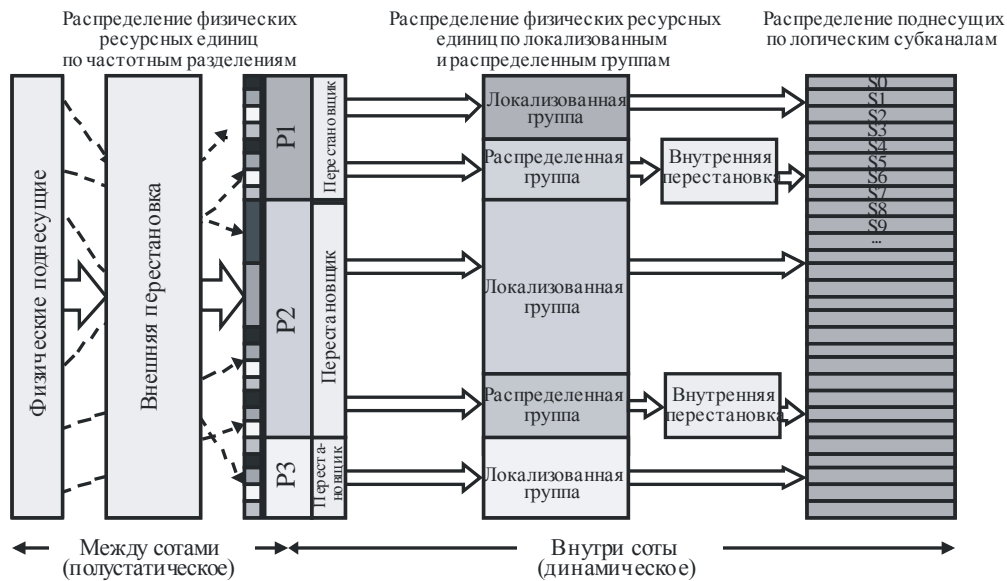 Распределение физических
ресурсных единиц
по частотным разделениям
Распределение физических ресурсных
единиц по локализованным
и распределенным группам
Распределение поднесущих
по логическим субканалам
Физические поднесущие
Внешняя перестановка
P1
Перестановщик
P2
Перестановщик
P3
Переста-
новщик
Локализованная
группа
Распределенная
группа
Внутренняя
перестановка
Локализованная
группа
Распределенная
группа
Внутренняя
перестановка
Локализованная
группа
S0
S1
S2
S3
S4
S5
S6
S7
S8
S9
...
Между сотами
(полустатическое)
Внутри соты
(динамическое)